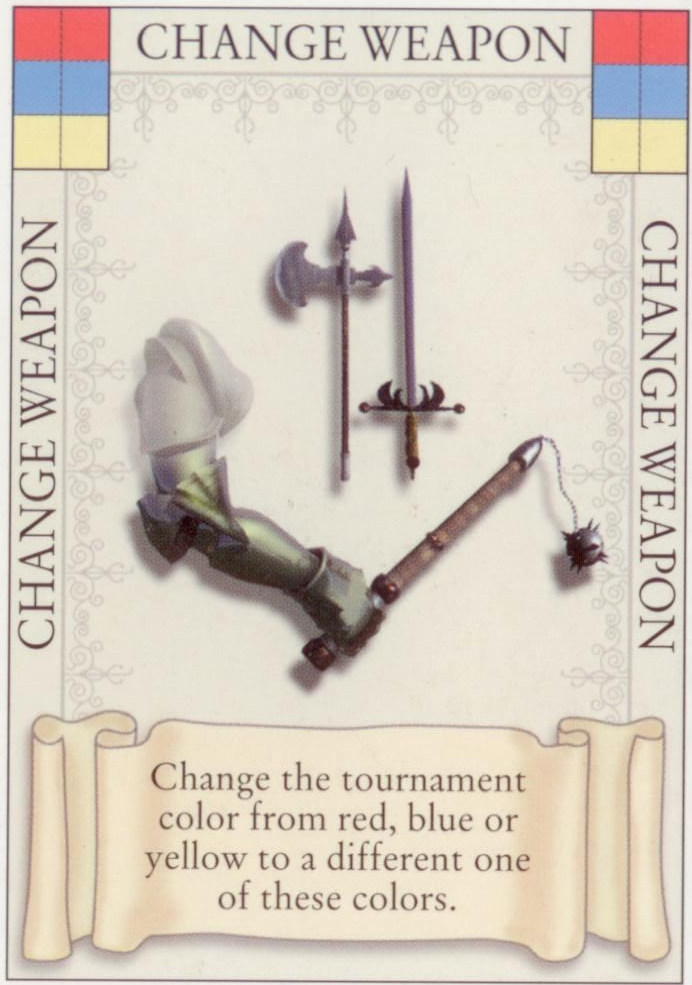 CHANGE WEAPON
CHANGE WEAPON
CHANGE WEAPON
Change the tournament
color from red, blue or
yellow to a different one
of these colors.